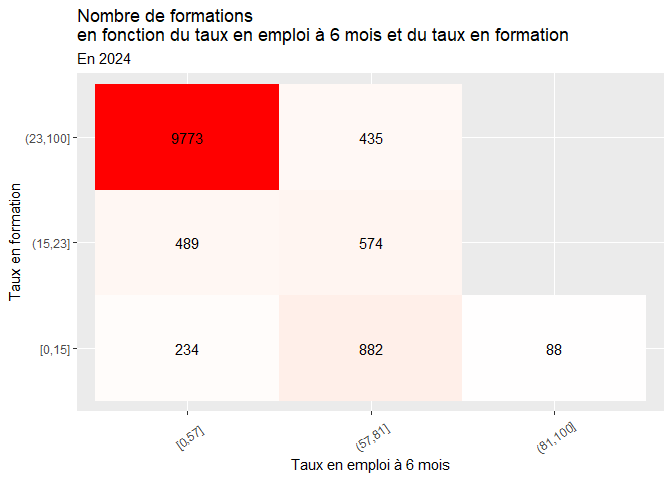 Nombre de formations
en fonction du taux en emploi à 6 mois et du taux en formation
En 2024
Taux en formation
(23,100]
9773
435
(15,23]
489
574
[0,15]
234
882
88
[0,57]
(57,81]
(81,100]
Taux en emploi à 6 mois